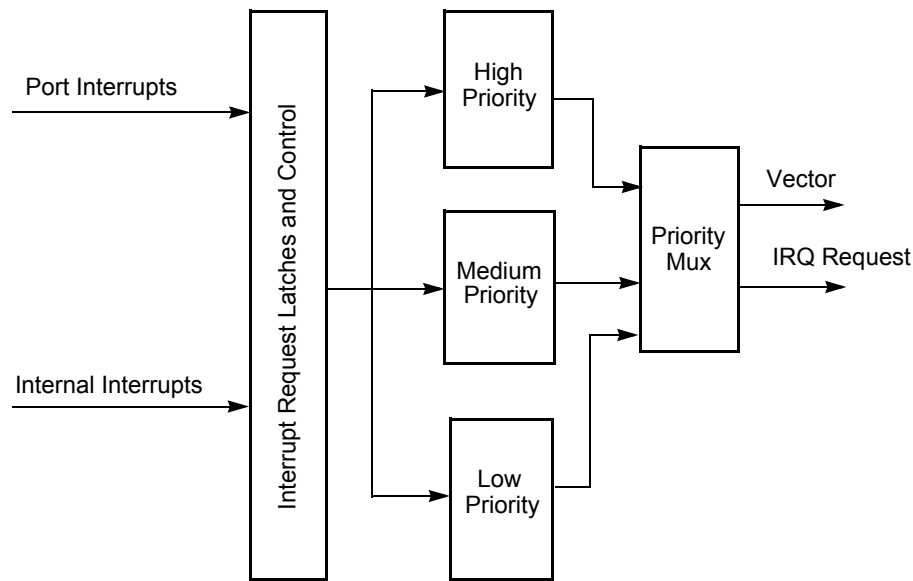 Port Interrupts
Internal Interrupts
Interrupt Request Latches and Control
High
Priority
Medium
Priority
Low
Priority
Priority
Mux
Vector
IRQ Request